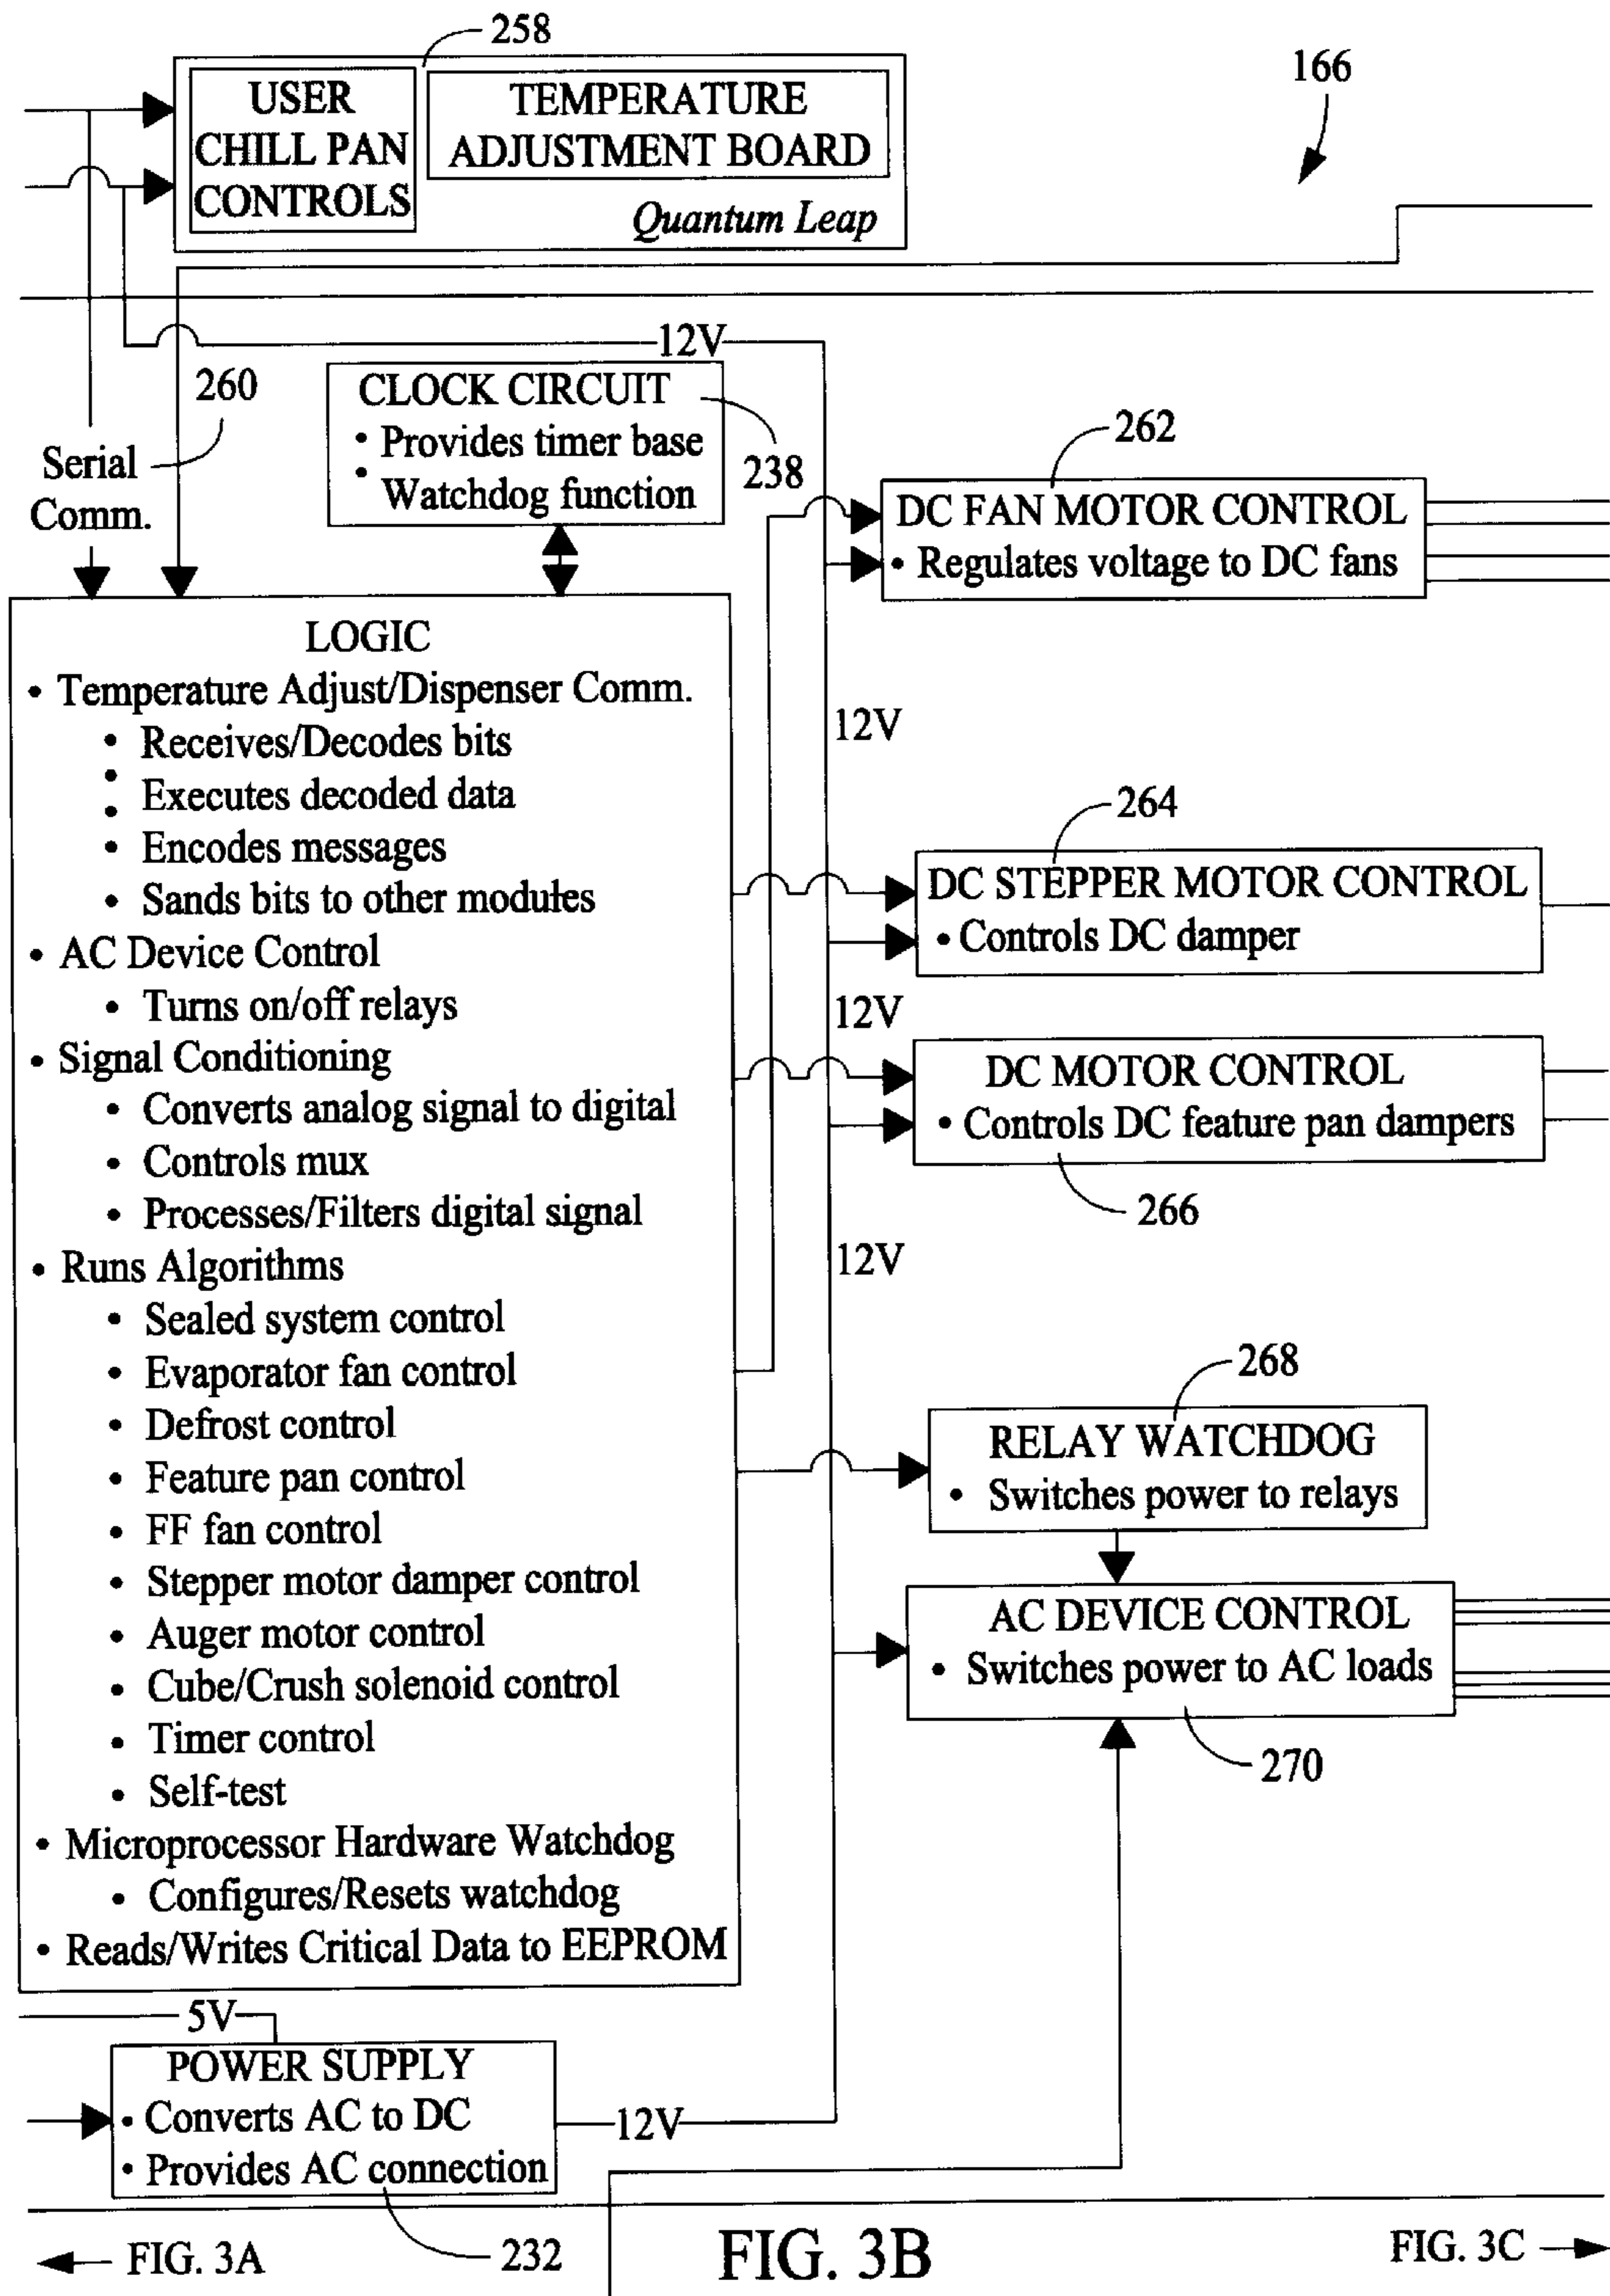 258
166
USER
CHILL PAN
CONTROLS
TEMPERATURE
ADJUSTMENT BOARD
Quantum Leap
12V
260
Serial
Comm.
CLOCK CIRCUIT
• Provides timer base
• Watchdog function
238
262
DC FAN MOTOR CONTROL
• Regulates voltage to DC fans
LOGIC
• Temperature Adjust/Dispenser Comm.
• Receives/Decodes bits
•
• Executes decoded data
• Encodes messages
• Sands bits to other modules
• AC Device Control
• Turns on/off relays
• Signal Conditioning
• Converts analog signal to digital
• Controls mux
• Processes/Filters digital signal
• Runs Algorithms
• Sealed system control
• Evaporator fan control
• Defrost control
• Feature pan control
• FF fan control
• Stepper motor damper control
• Auger motor control
• Cube/Crush solenoid control
• Timer control
• Self-test
• Microprocessor Hardware Watchdog
• Configures/Resets watchdog
• Reads/Writes Critical Data to EEPROM
12V
264
DC STEPPER MOTOR CONTROL
• Controls DC damper
12V
DC MOTOR CONTROL
• Controls DC feature pan dampers
266
12V
268
RELAY WATCHDOG
• Switches power to relays
AC DEVICE CONTROL
• Switches power to AC loads
270
5V
POWER SUPPLY
• Converts AC to DC
• Provides AC connection
12V
232
FIG. 3A
FIG. 3B
FIG. 3C